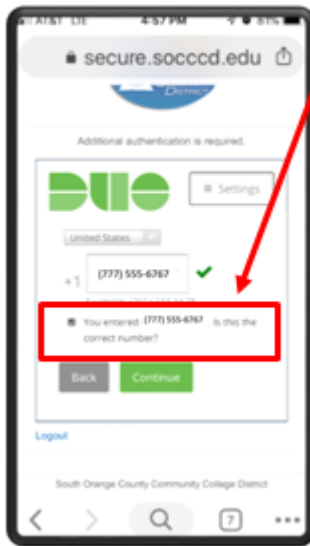 AT&T LTE 4:57 PM 81%
secure.socccd.edu
DISTRICT
Additional authentication is required.
DUO
Settings
United States
+1 (777) 555-6767
You entered (777) 555-6767 . Is this the
correct number?
Back Continue
Logout
South Orange County Community College District
7